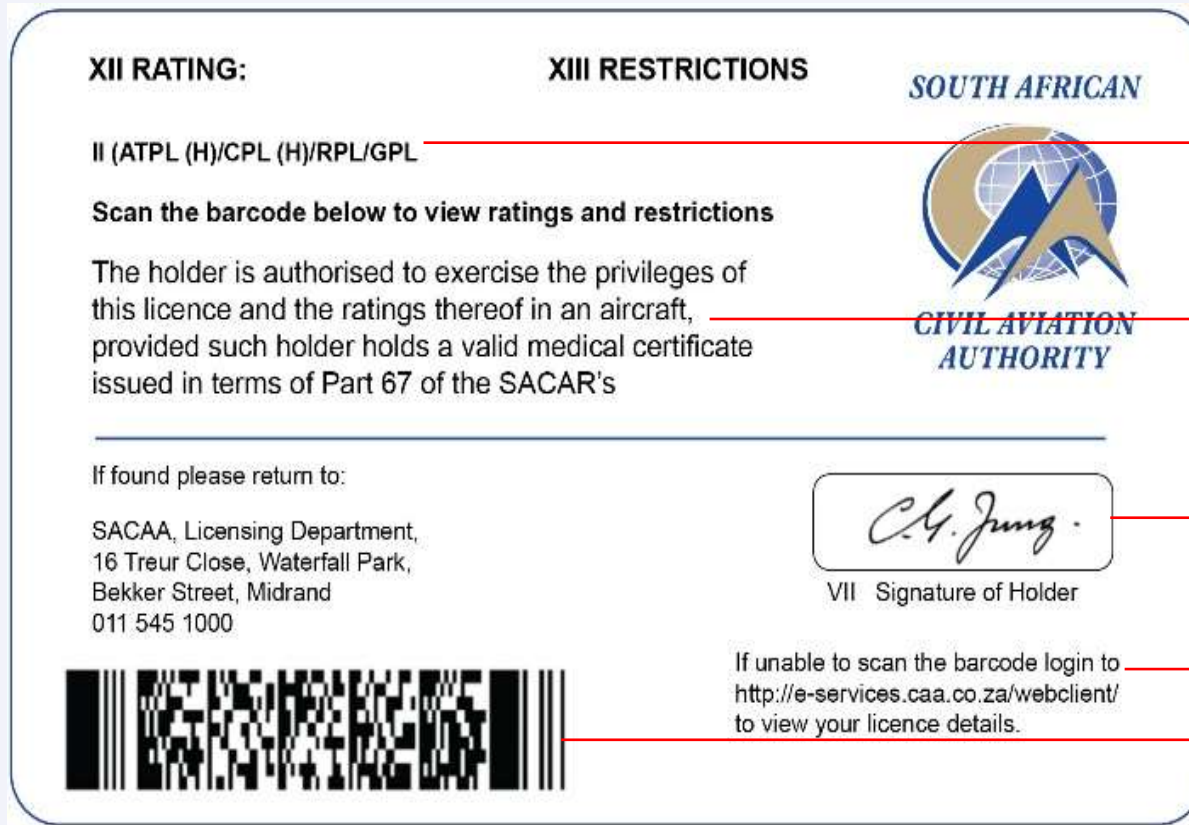 XII RATING:
XIII RESTRICTIONS
SOUTH AFRICAN
II (ATPL (H)/CPL (H)/RPL/GPL
Scan the barcode below to view ratings and restrictions
The holder is authorised to exercise the privileges of
this licence and the ratings thereof in an aircraft,
provided such holder holds a valid medical certificate
issued in terms of Part 67 of the SACAR's
CIVIL AVIATION
AUTHORITY
If found please return to:
SACAA, Licensing Department,
16 Treur Close, Waterfall Park,
Bekker Street, Midrand
011 545 1000
C.G. Jung.
VII Signature of Holder
If unable to scan the barcode login to
http://e-services.caa.co.za/webclient/
to view your licence details.